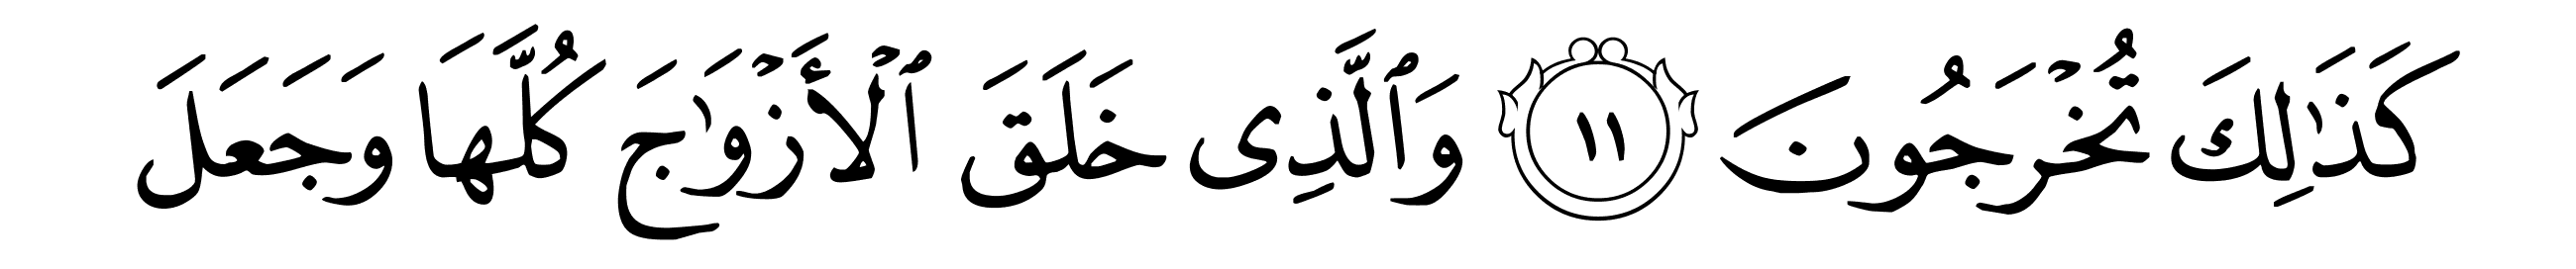 كَذَٰلِكَ تُخۡرَجُونَ ١١ وَٱلَّذِى خَلَقَ ٱلۡأَزۡوَٰجَ كُلَّهَا وَجَعَلَ